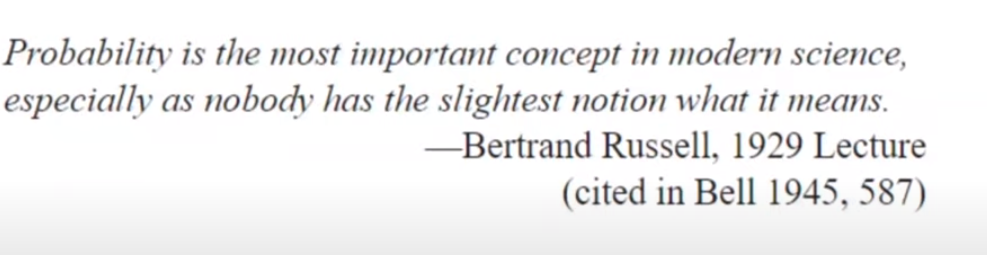 Probability is the most important concept in modern science,
especially as nobody has the slightest notion what it means.
—Bertrand Russell, 1929 Lecture
(cited in Bell 1945, 587)